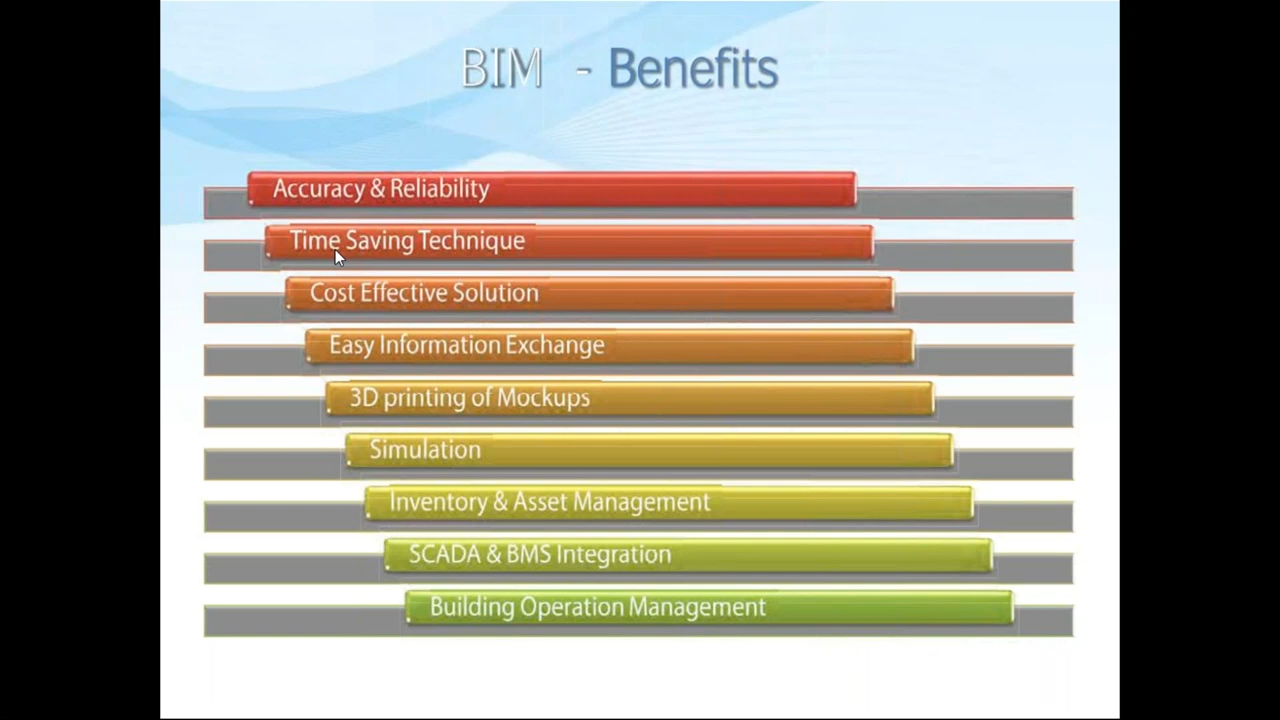 BIM - Benefits
Accuracy & Reliability
Time Saving Technique
Cost Effective Solution
Easy Information Exchange
3D printing of Mockups
Simulation
Inventory & Asset Management
SCADA & BMS Integration
Building Operation Management